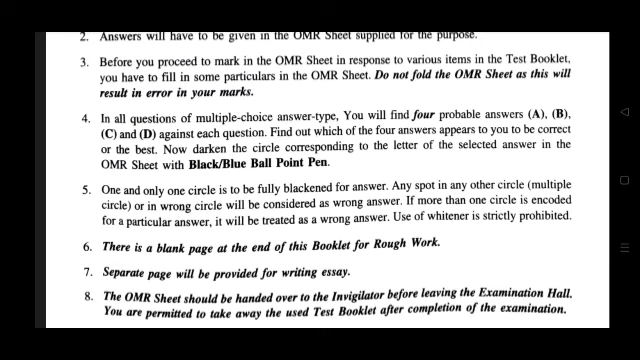 2. Answers will have to be given in the OMR Sheet supplied for the purpose.
3. Before you proceed to mark in the OMR Sheet in response to various items in the Test Booklet,
you have to fill in some particulars in the OMR Sheet. Do not fold the OMR Sheet as this will
result in error in your marks.
4. In all questions of multiple-choice answer-type, You will find four probable answers (A), (B),
(C) and (D) against each question. Find out which of the four answers appears to you to be correct
or the best. Now darken the circle corresponding to the letter of the selected answer in the
OMR Sheet with Black/Blue Ball Point Pen.
5. One and only one circle is to be fully blackened for answer. Any spot in any other circle (multiple
circle) or in wrong circle will be considered as wrong answer. If more than one circle is encoded
for a particular answer, it will be treated as a wrong answer. Use of whitener is strictly prohibited.
6. There is a blank page at the end of this Booklet for Rough Work.
7. Separate page will be provided for writing essay.
8. The OMR Sheet should be handed over to the Invigilator before leaving the Examination Hall.
You are permitted to take away the used Test Booklet after completion of the examination.